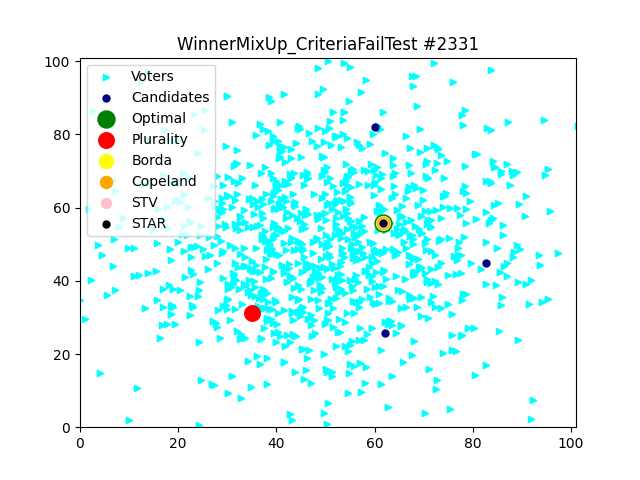 WinnerMixUp_CriteriaFailTest #2331
100
80
60
40
20
0
0
20
40
60
80
100
Voters
Candidates
Optimal
Plurality
Borda
Copeland
STV
STAR